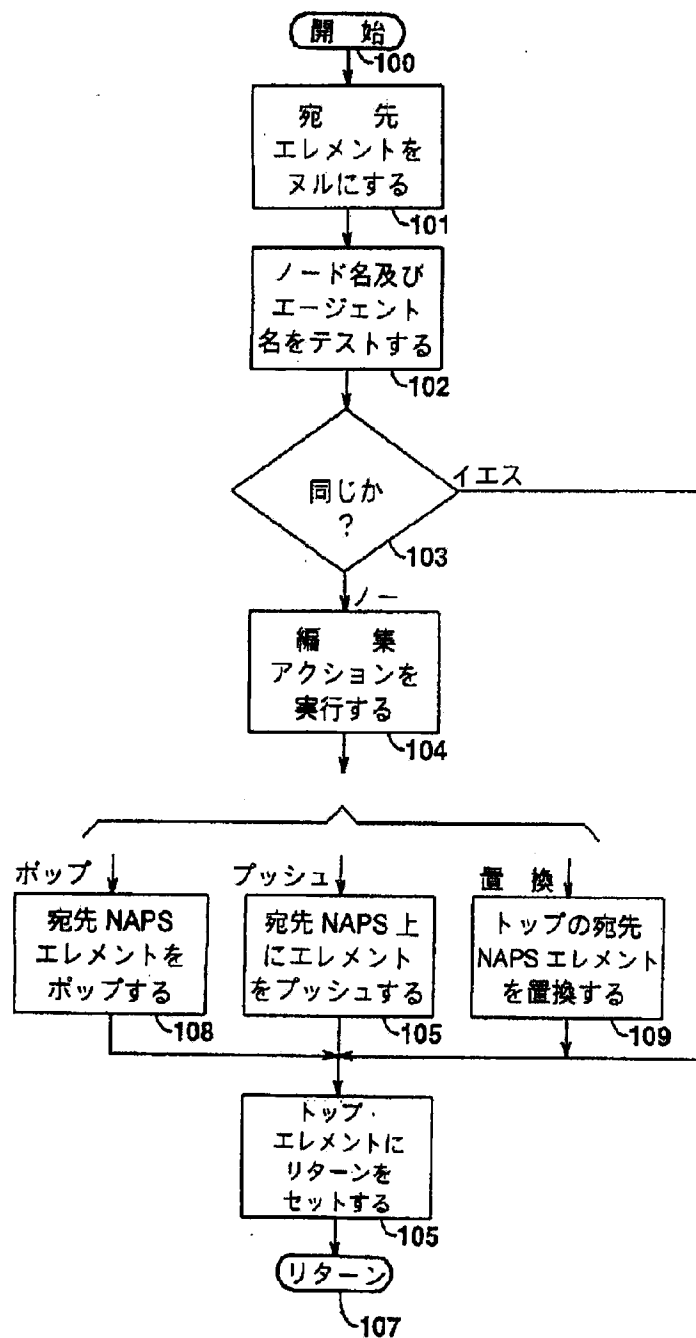 開 始
100
宛 先
エレメントを
ヌルにする
101
ノード名及び
エージェント
名をテストする
102
同じか
?
103
イエス
ノー
編 集
アクションを
実行する
104
ポップ
宛先 NAPS
エレメントを
ポップする
108
プッシュ
宛先 NAPS 上
にエレメント
をプッシュする
105
置 換
トップの宛先
NAPS エレメント
を置換する
109
トップ・
エレメントに
リターンを
セットする
105
リターン
107